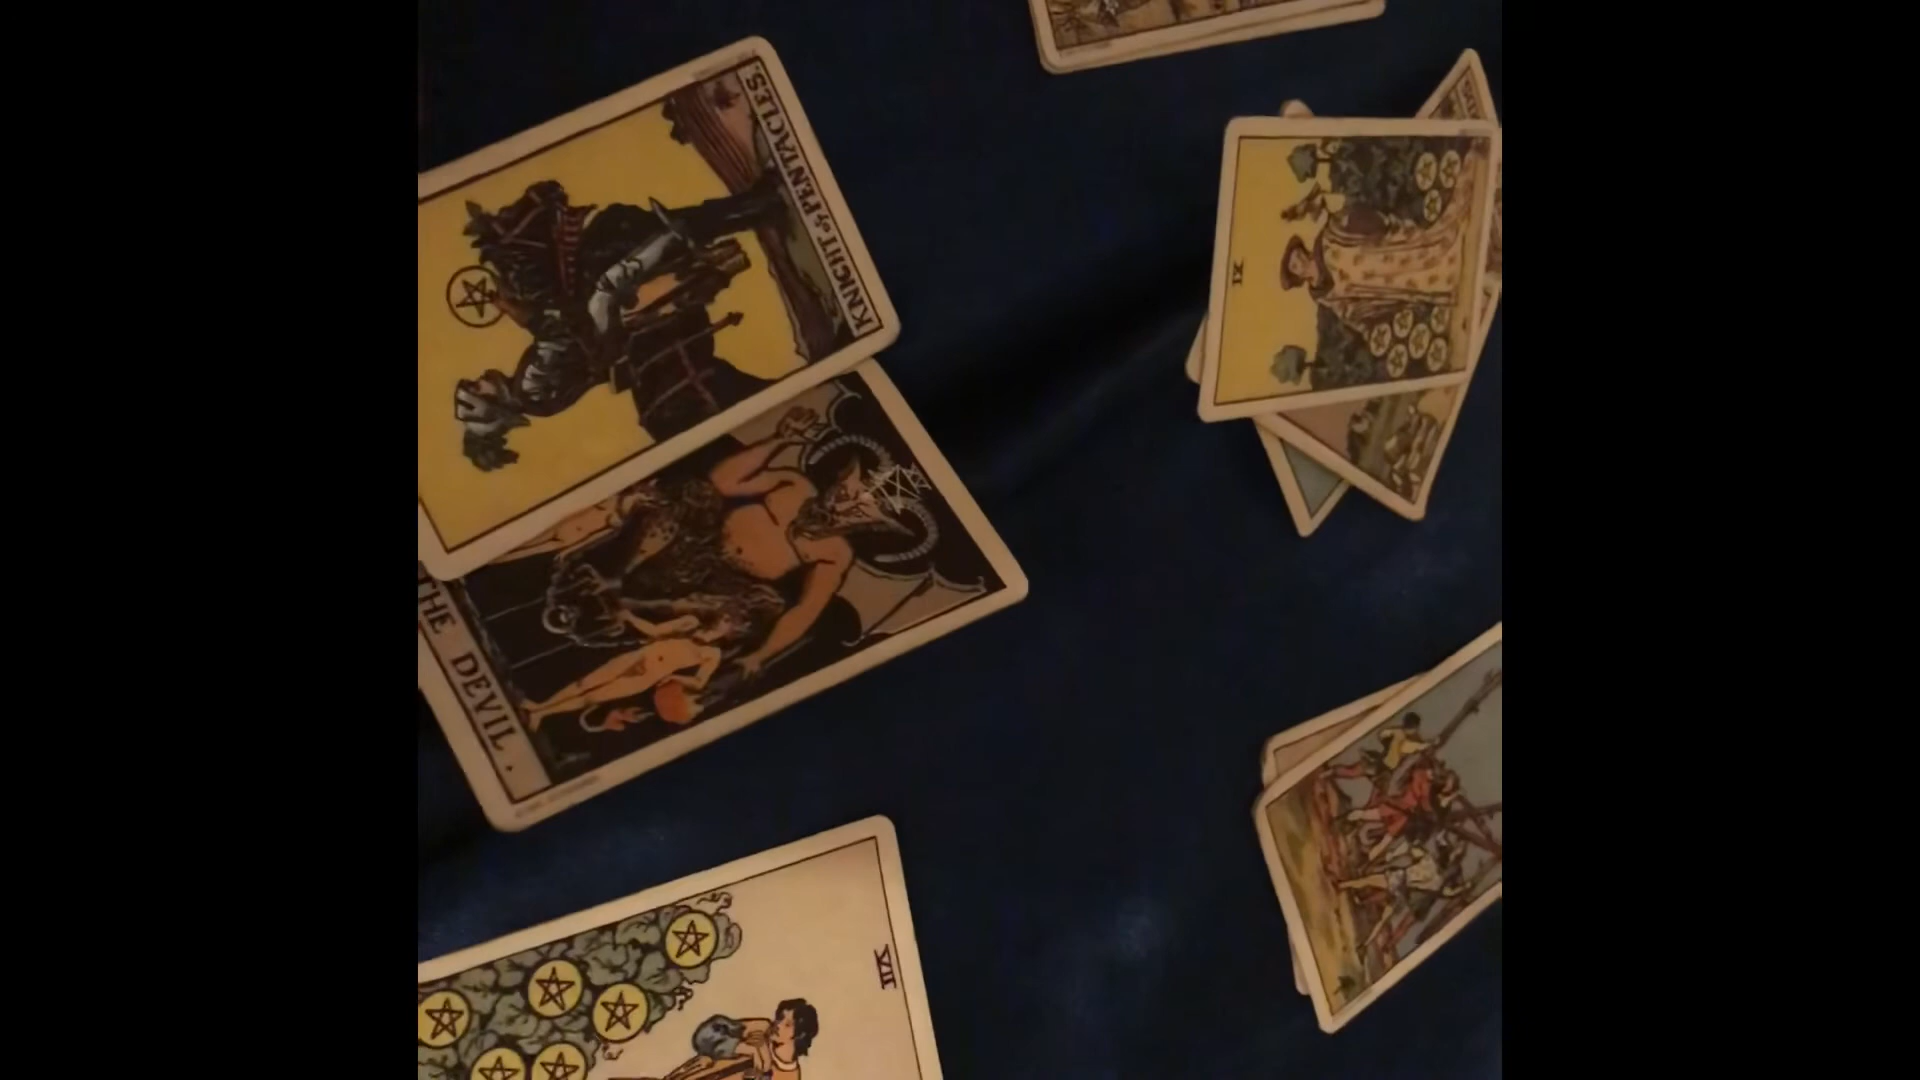 KNIGHT of PENTACLES.
IX
THE DEVIL.
VII